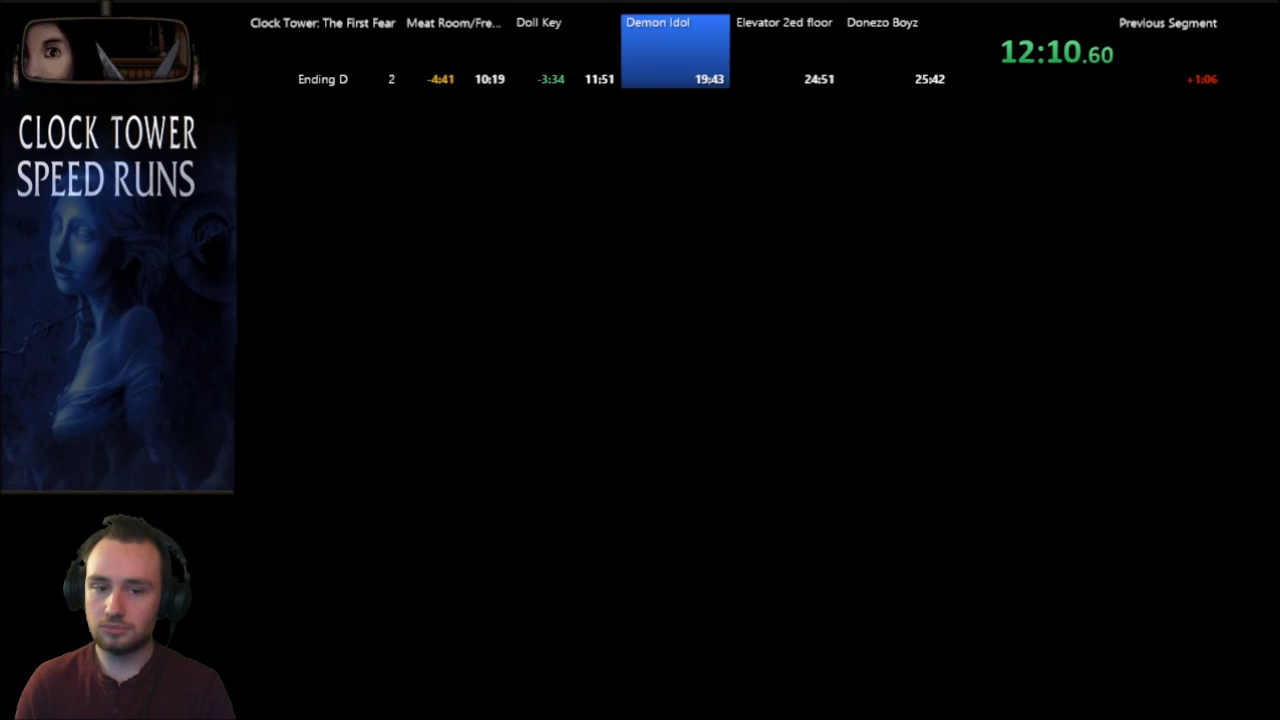 Clock Tower: The First Fear Meat Room/Fre... Doll Key Demon Idol Elevator 2ed floor Donezo Boyz Previous Segment
12:10.60
Ending D 2 -4:41 10:19 -3:34 11:51 19:43 24:51 25:42 +1:06
CLOCK TOWER
SPEED RUNS